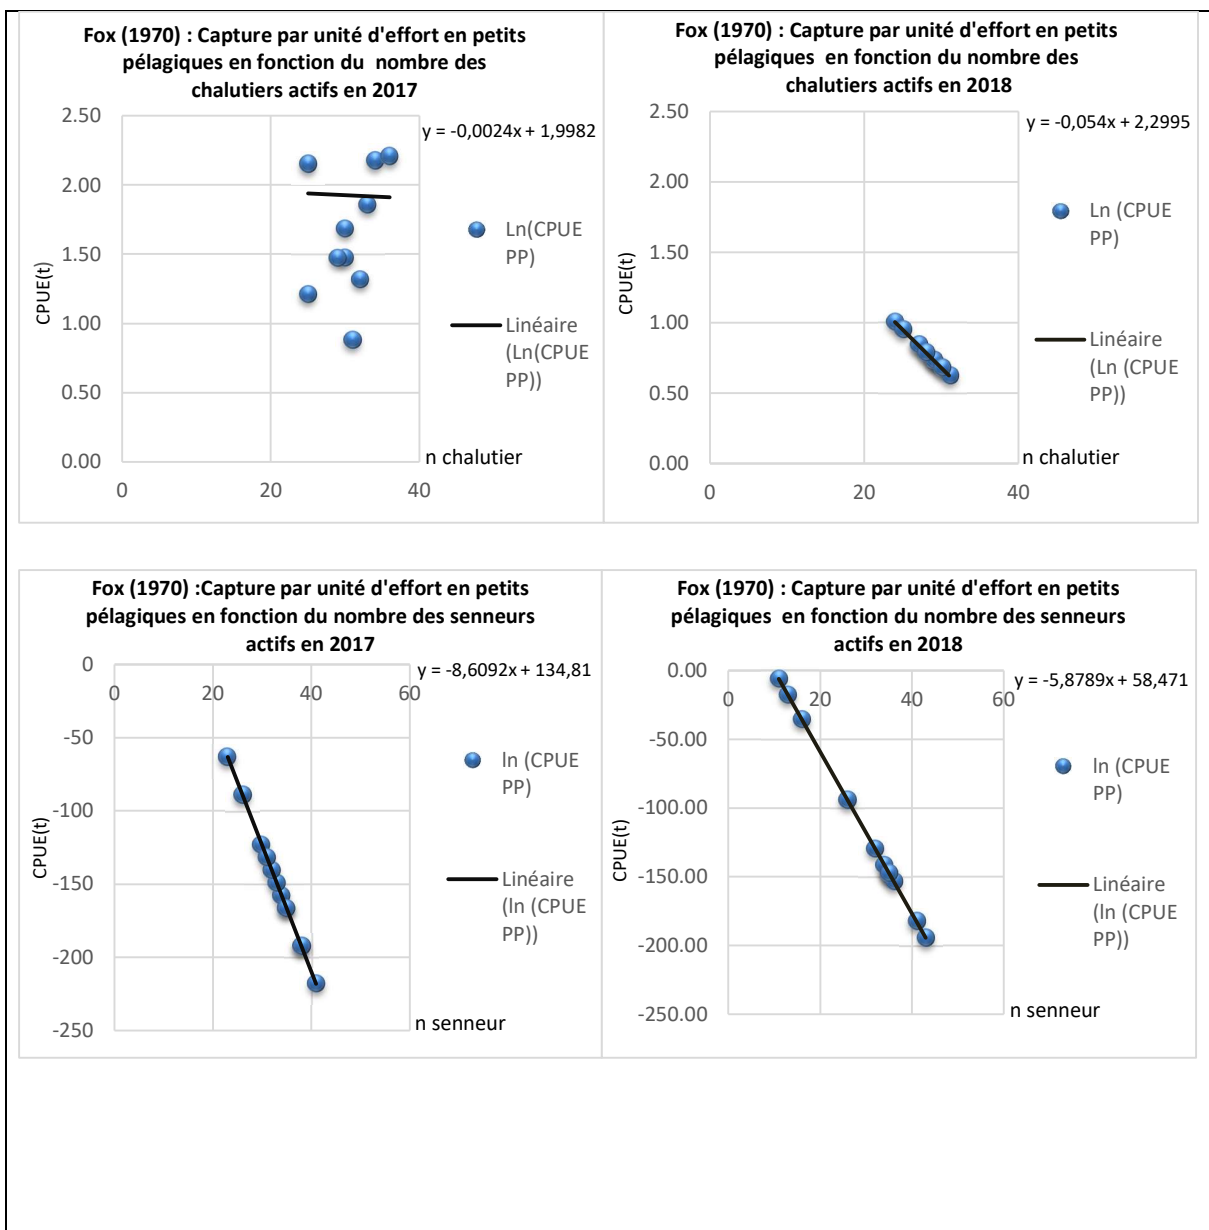 Fox (1970) : Capture par unité d'effort en petits
pélagiques en fonction du nombre des
chalutiers actifs en 2017
y = -0,0024x + 1,9982
2.50
2.00
1.50
1.00
0.50
0.00
0
20
40
CPUE(t)
n chalutier
Ln(CPUE
PP)
Linéaire
(Ln(CPUE
PP))
Fox (1970) : Capture par unité d'effort en petits
pélagiques en fonction du nombre des
chalutiers actifs en 2018
y = -0,054x + 2,2995
2.50
2.00
1.50
1.00
0.50
0.00
0
20
40
CPUE(t)
n chalutier
Ln (CPUE
PP)
Linéaire
(Ln (CPUE
PP))
Fox (1970) :Capture par unité d'effort en petits
pélagiques en fonction du nombre des senneurs
actifs en 2017
y = -8,6092x + 134,81
0
-50
-100
-150
-200
-250
0
20
40
60
CPUE(t)
n senneur
ln (CPUE
PP)
Linéaire
(ln (CPUE
PP))
Fox (1970) : Capture par unité d'effort en petits
pélagiques en fonction du nombre des senneurs
actifs en 2018
y = -5,8789x + 58,471
0.00
-50.00
-100.00
-150.00
-200.00
-250.00
0
20
40
60
CPUE(t)
n senneur
ln (CPUE
PP)
Linéaire
(ln (CPUE
PP))